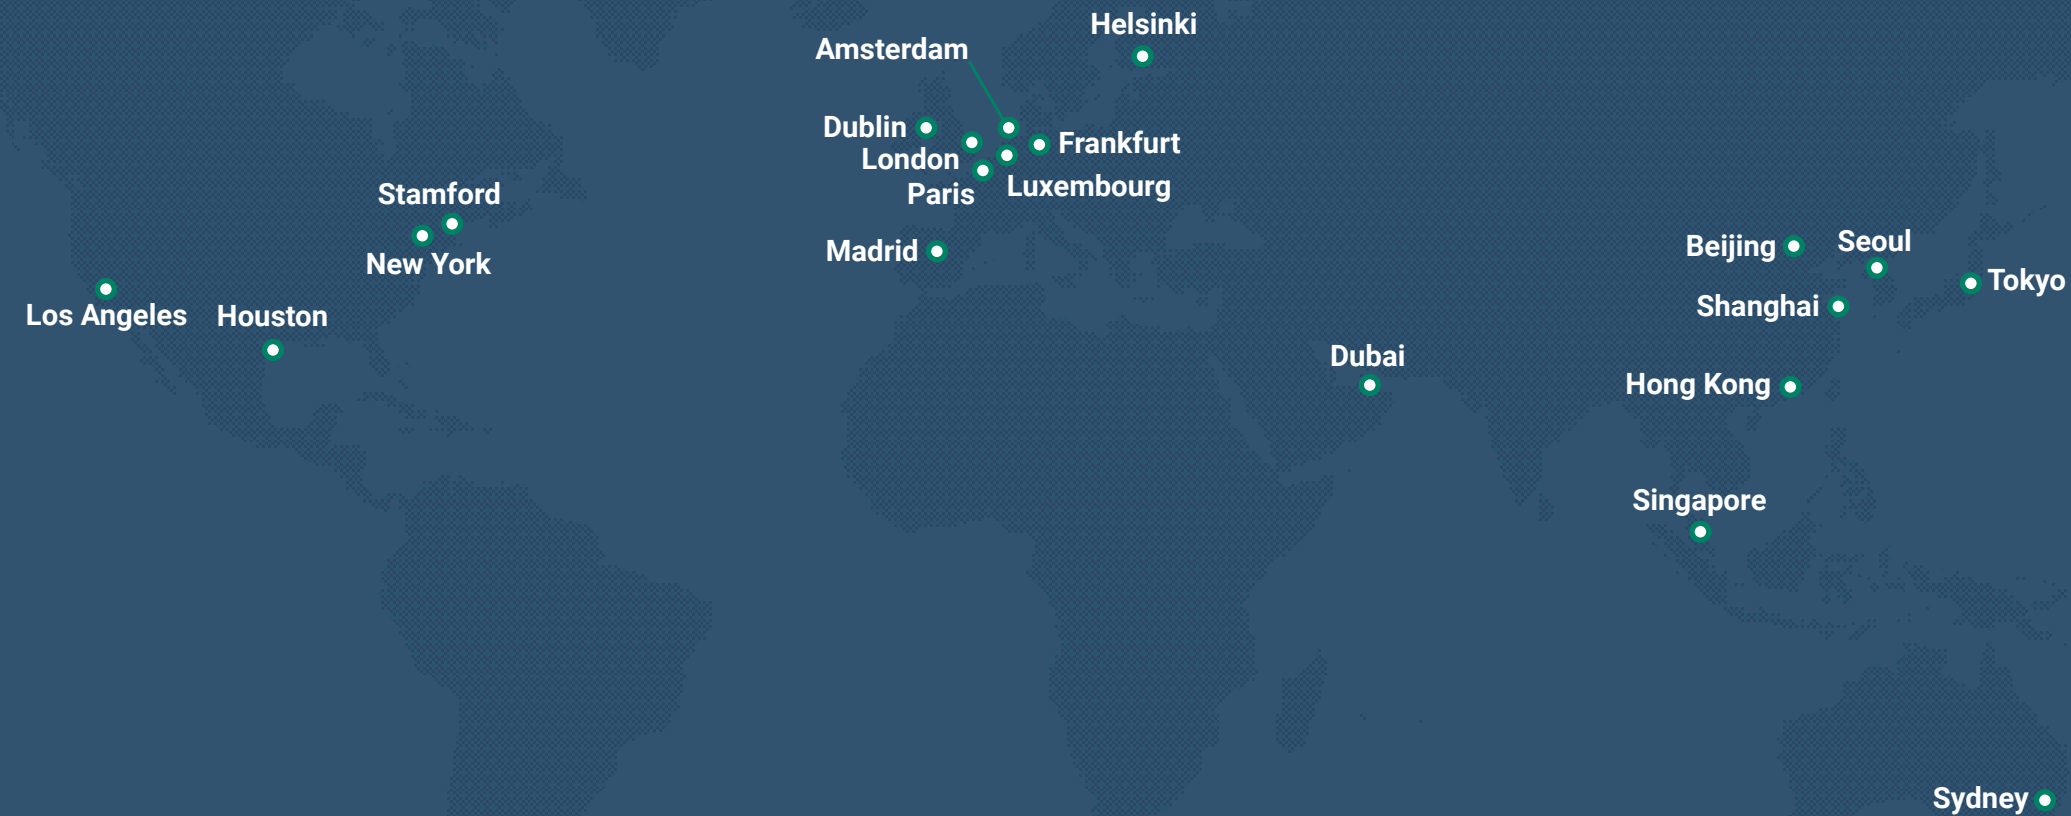 Helsinki
Amsterdam
Dublin
Frankfurt
London
Luxembourg
Paris
Stamford
New York
Madrid
Beijing
Seoul
Tokyo
Los Angeles
Houston
Shanghai
Dubai
Hong Kong
Singapore
Sydney